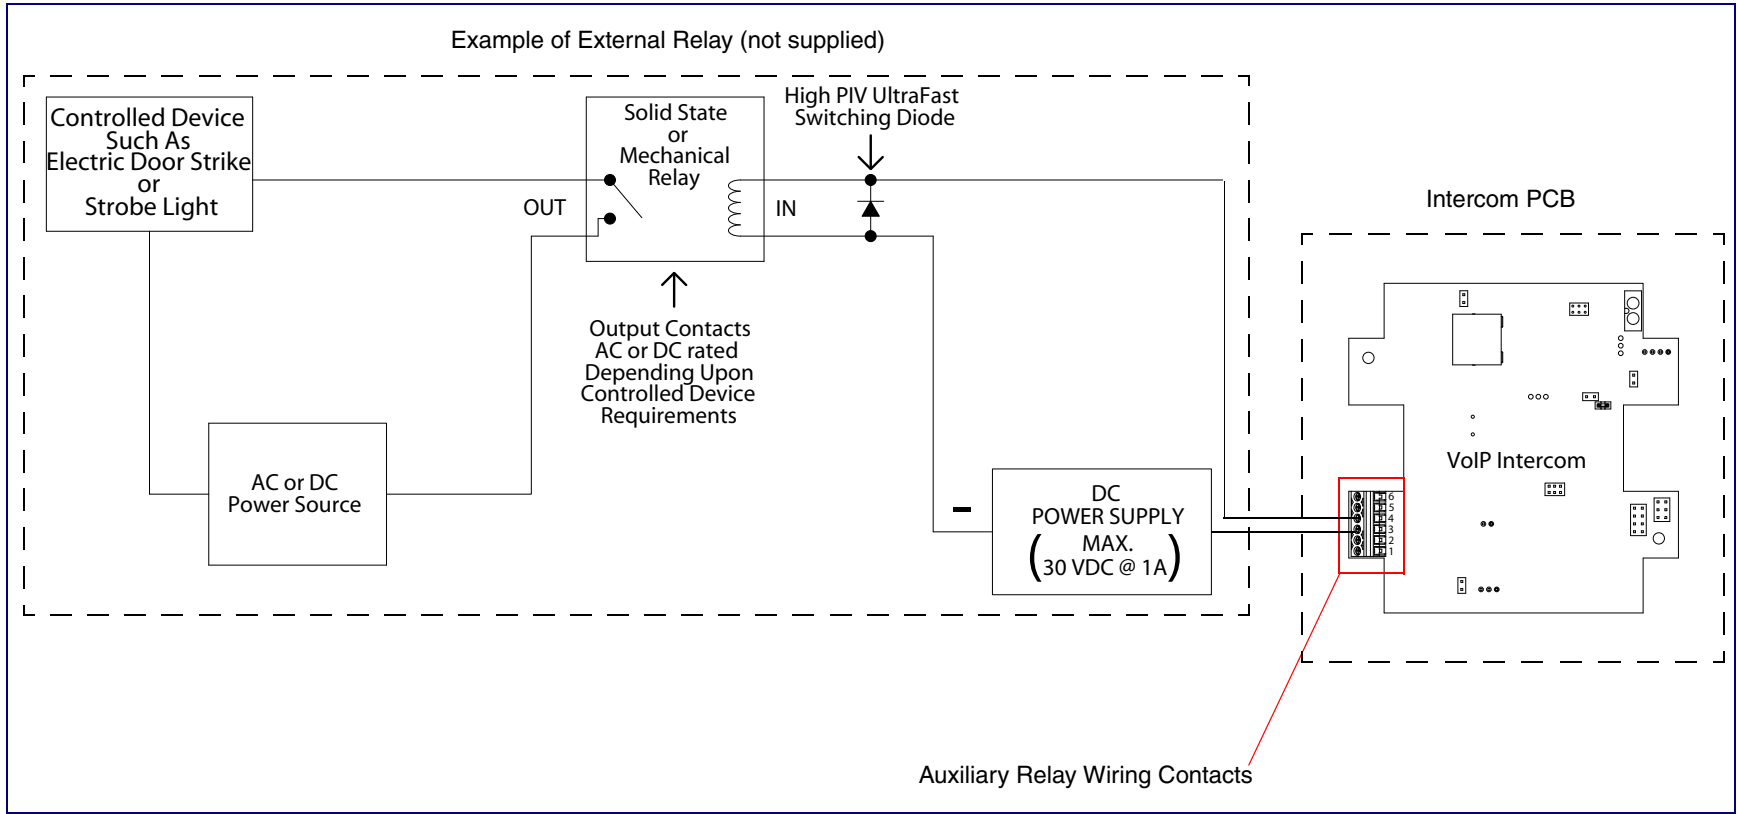 Example of External Relay (not supplied)
Controlled Device
Such As
Electric Door Strike
or
Strobe Light
Solid State
or
Mechanical
Relay
High PIV UltraFast
Switching Diode
OUT
IN
Output Contacts
AC or DC rated
Depending Upon
Controlled Device
Requirements
AC or DC
Power Source
–
DC
POWER SUPPLY
( MAX.
30 VDC @ 1A )
Intercom PCB
VoIP Intercom
6
5
4
3
2
1
Auxiliary Relay Wiring Contacts